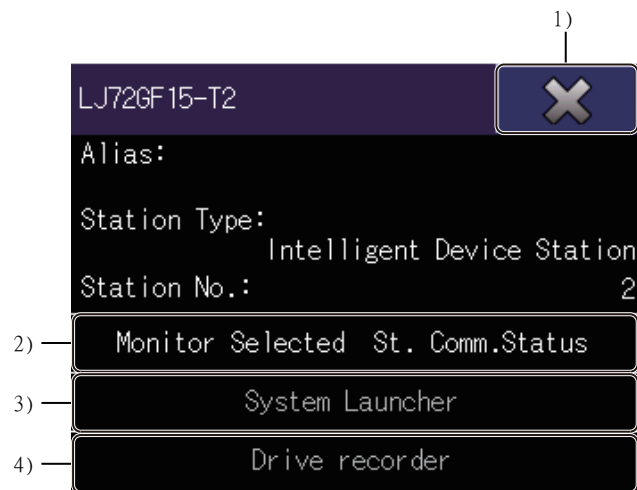 1)
LJ72GF15-T2
Alias:
Station Type:
Intelligent Device Station
Station No.: 2
2) Monitor Selected St. Comm.Status
3) System Launcher
4) Drive recorder